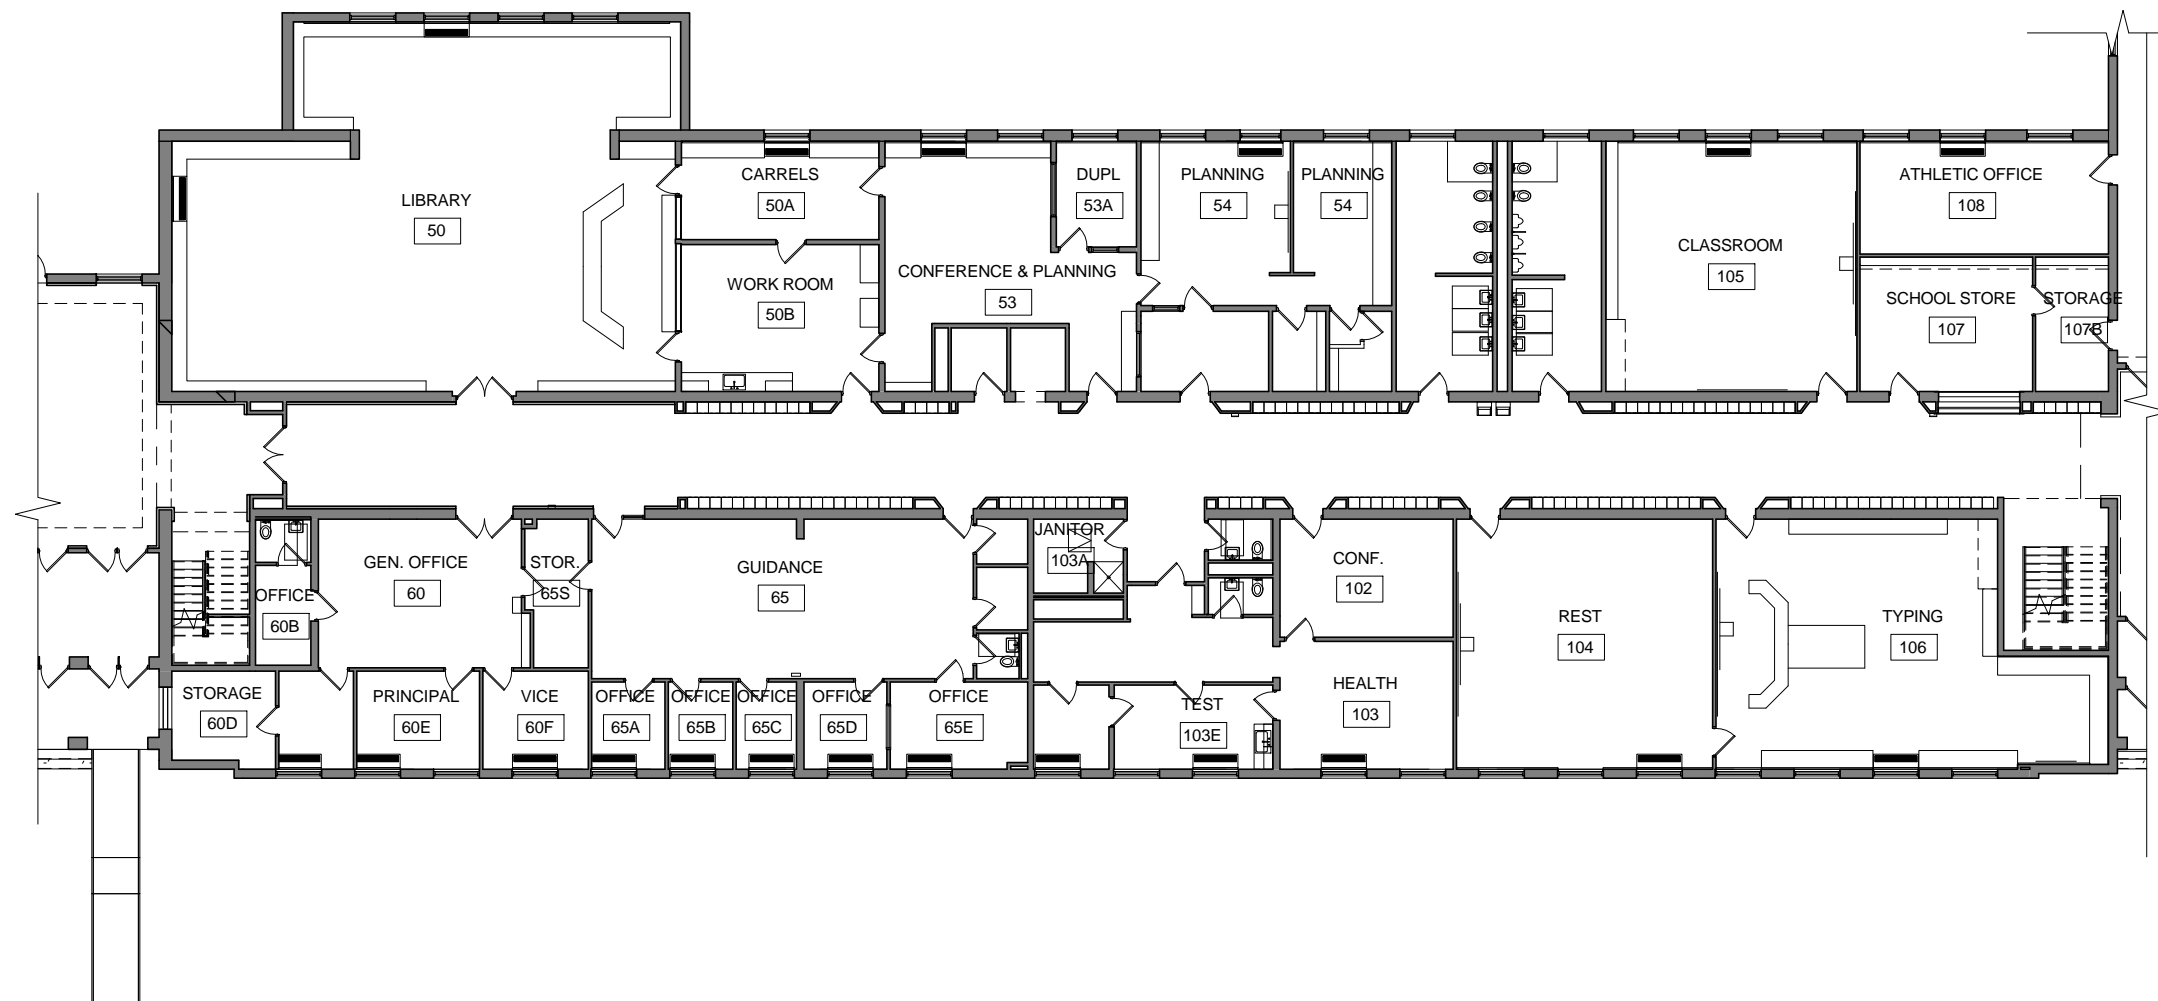 LIBRARY
50
CARRELS
50A
WORK ROOM
50B
CONFERENCE & PLANNING
53
DUPL
53A
PLANNING
54
PLANNING
54
CLASSROOM
105
ATHLETIC OFFICE
108
SCHOOL STORE
107
STORAGE
107B
OFFICE
60B
GEN. OFFICE
60
STOR.
65S
GUIDANCE
65
JANITOR
103A
CONF.
102
REST
104
TYPING
106
STORAGE
60D
PRINCIPAL
60E
VICE
60F
OFFICE
65A
OFFICE
65B
OFFICE
65C
OFFICE
65D
OFFICE
65E
TEST
103E
HEALTH
103